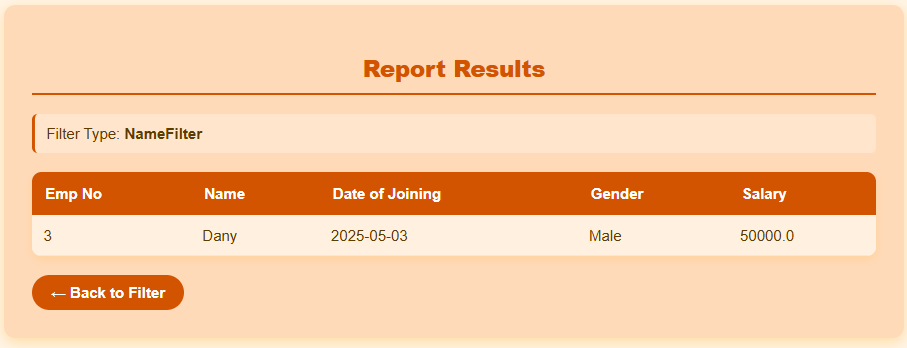 Report Results
Filter Type: NameFilter
Emp No Name Date of Joining Gender Salary
3 Dany 2025-05-03 Male 50000.0
← Back to Filter